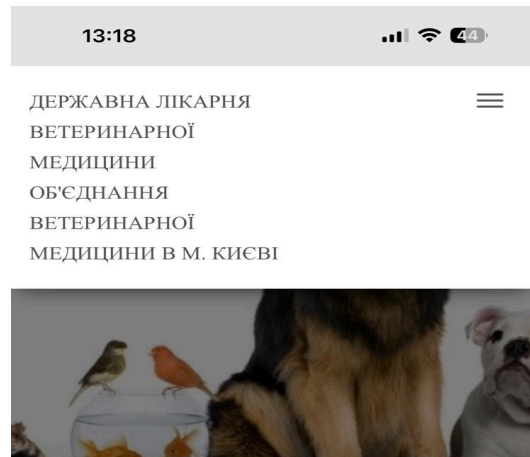 13:18
44
ДЕРЖАВНА ЛІКАРНЯ
ВЕТЕРИНАРНОЇ
МЕДИЦИНИ
ОБ'ЄДНАННЯ
ВЕТЕРИНАРНОЇ
МЕДИЦИНИ В М. КИЄВІ